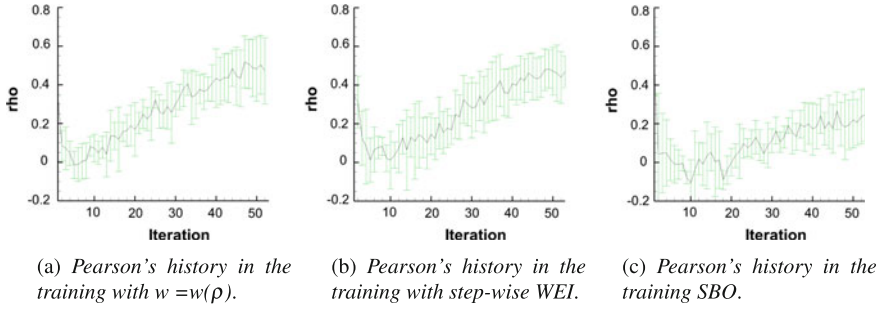 0.8
0.6
0.4
0.2
0
-0.2
rho
10 20 30 40 50
Iteration
(a) Pearson's history in the
training with w =w(ρ).
0.8
0.6
0.4
0.2
0
-0.2
rho
10 20 30 40 50
Iteration
(b) Pearson's history in the
training with step-wise WEI.
0.8
0.6
0.4
0.2
0
-0.2
rho
10 20 30 40 50
Iteration
(c) Pearson's history in the
training SBO.